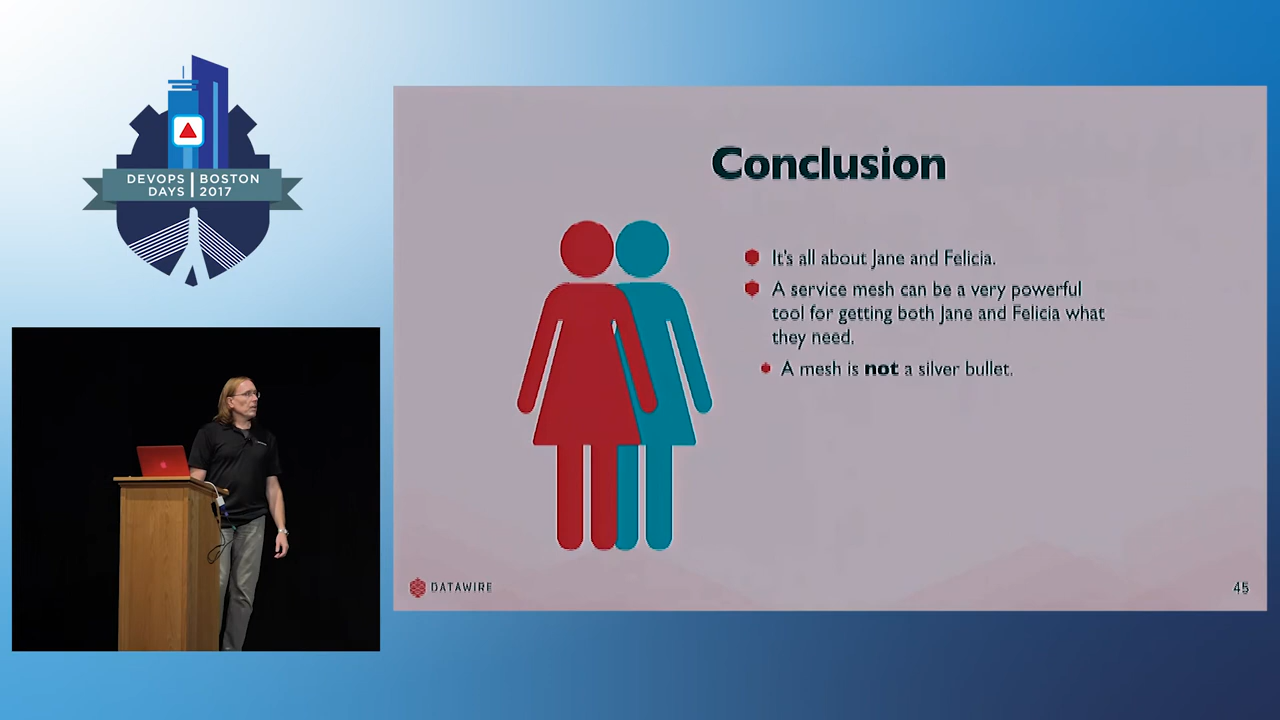 DEVOPS | BOSTON
DAYS | 2017
Conclusion
It's all about Jane and Felicia.
A service mesh can be a very powerful
tool for getting both Jane and Felicia what
they need.
A mesh is not a silver bullet.
DATAWIRE
45